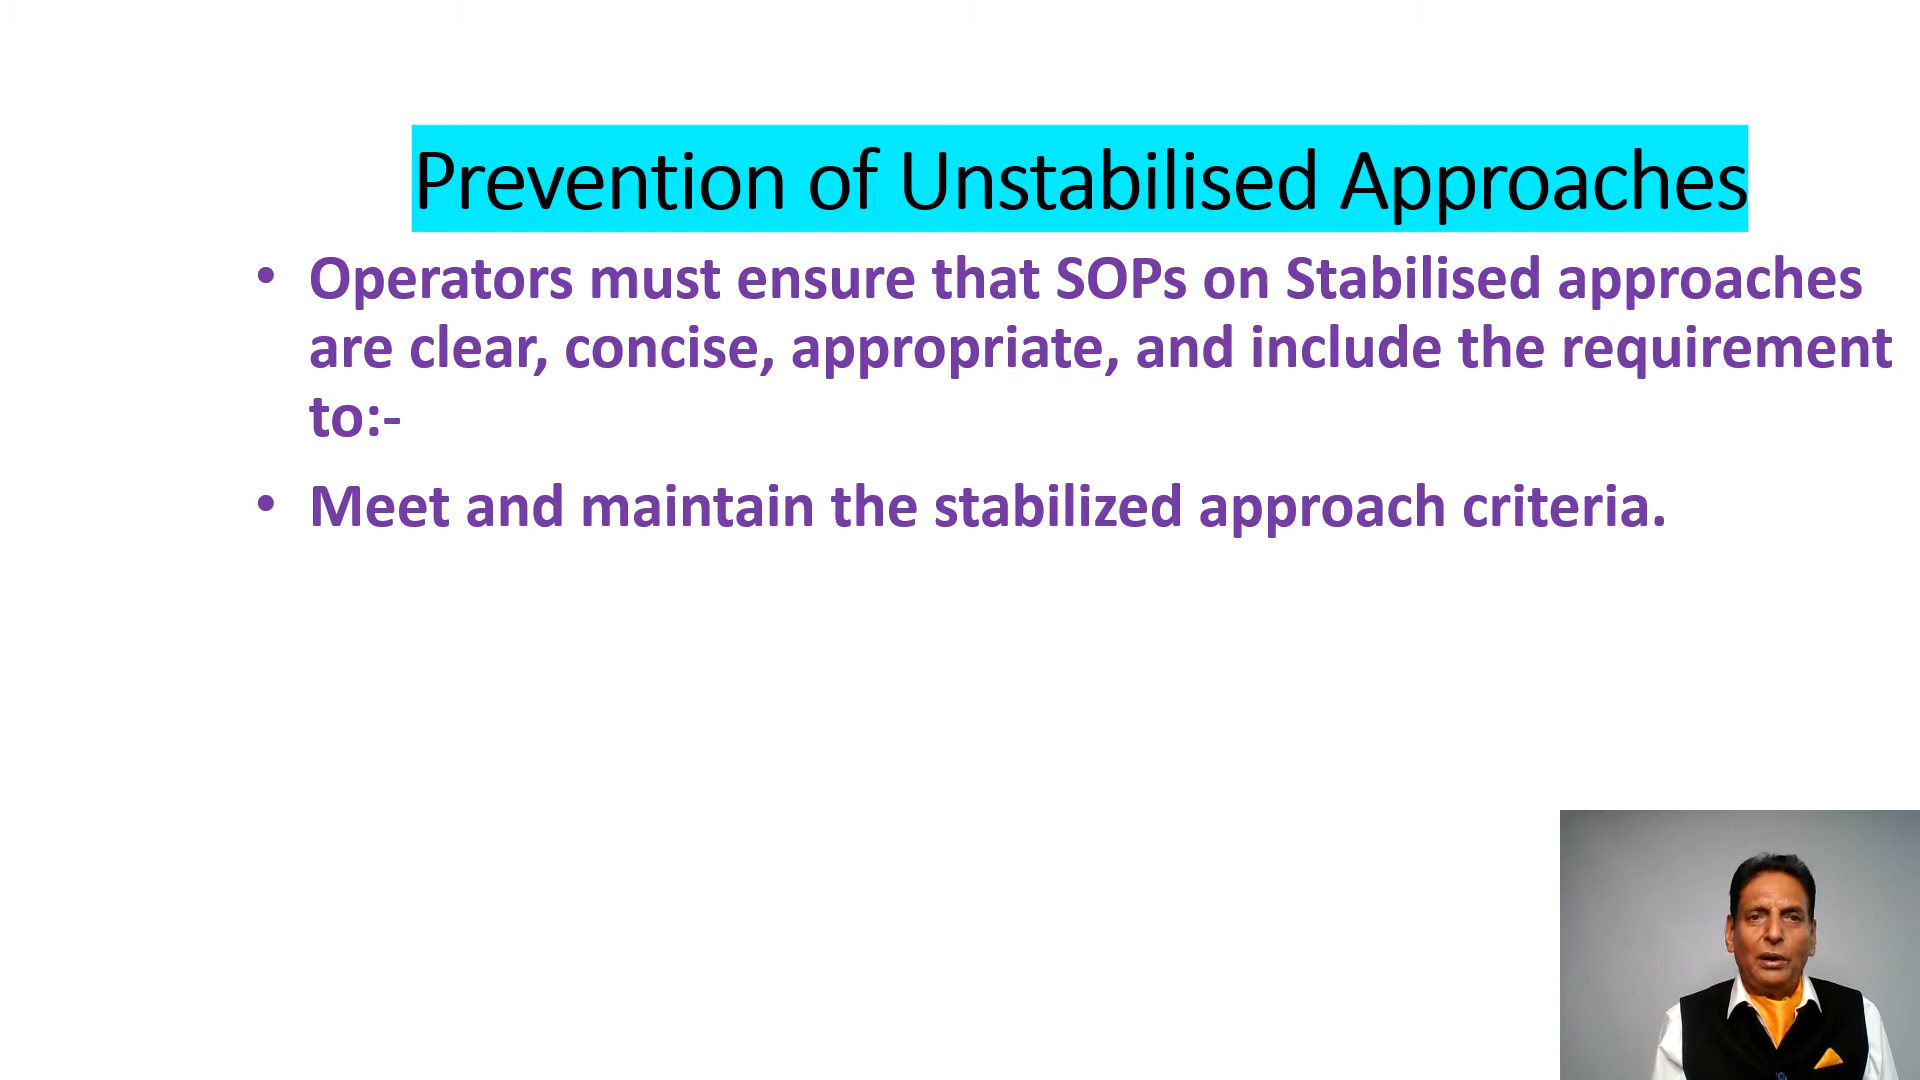 Prevention of Unstabilised Approaches
• Operators must ensure that SOPs on Stabilised approaches
are clear, concise, appropriate, and include the requirement
to:-
• Meet and maintain the stabilized approach criteria.